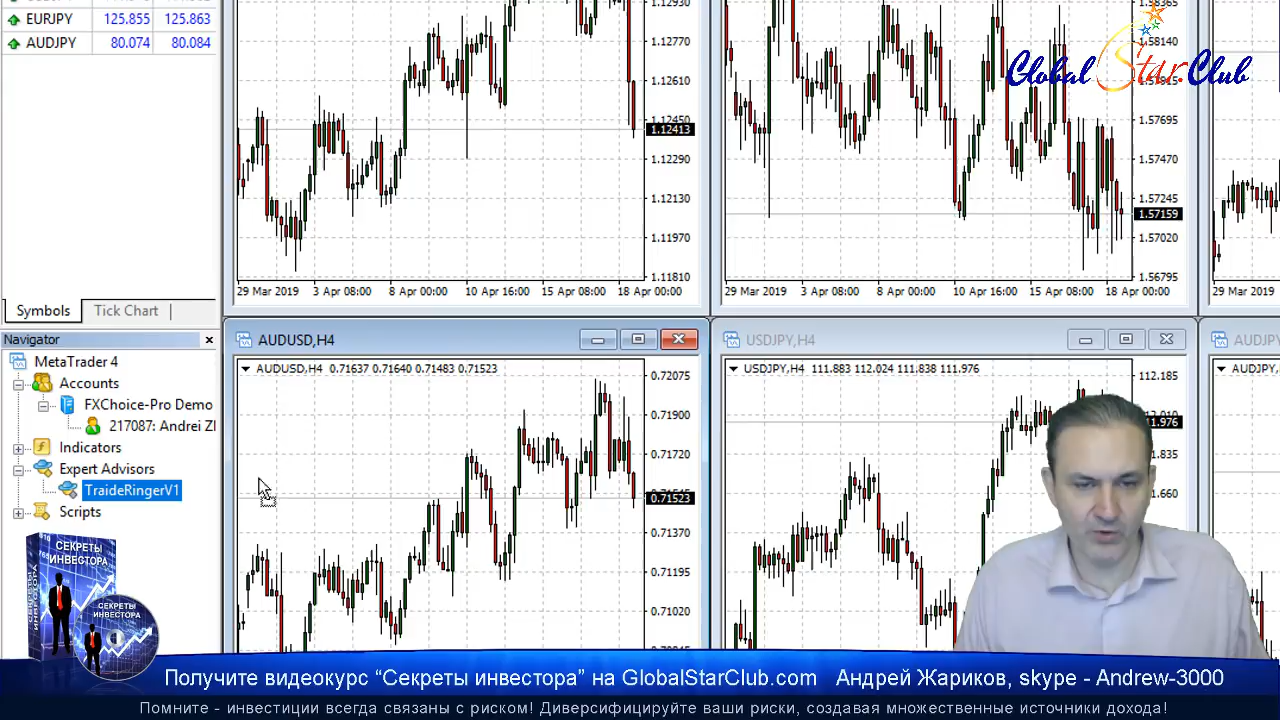 EURJPY 125.855 125.863
AUDJPY 80.074 80.084
Symbols Tick Chart
Navigator
MetaTrader 4
Accounts
FXChoice-Pro Demo
217087: Andrei
Indicators
Expert Advisors
TraideRingerV1
Scripts
1.12930
1.12770
1.12610
1.12450
1.12413
1.12290
1.12130
1.11970
1.11810
29 Mar 2019 3 Apr 08:00 8 Apr 00:00 10 Apr 16:00 15 Apr 08:00 18 Apr 00:00
1.58365
1.58140
1.57695
1.57470
1.57245
1.57159
1.57020
1.56795
29 Mar 2019 3 Apr 08:00 8 Apr 00:00 10 Apr 16:00 15 Apr 08:00 18 Apr 00:00
29 Mar 2019
Global Star Club
AUDUSD,H4
AUDUSD,H4 0.71637 0.71640 0.71483 0.71523
0.72075
0.71900
0.71720
0.71545
0.71523
0.71370
0.71195
0.71020
USDJPY,H4
USDJPY,H4 111.883 112.024 111.838 111.976
112.185
AUDJPY,
AUDJPY,
СЕКРЕТЫ
ИНВЕСТОРА
СЕКРЕТЫ
ИНВЕСТОРА
Получите видеокурс “Секреты инвестора” на GlobalStarClub.com Андрей Жариков, skype - Andrew-3000
Помните - инвестиции всегда связаны с риском! Диверсифицируйте ваши риски, создавая множественные источники дохода!